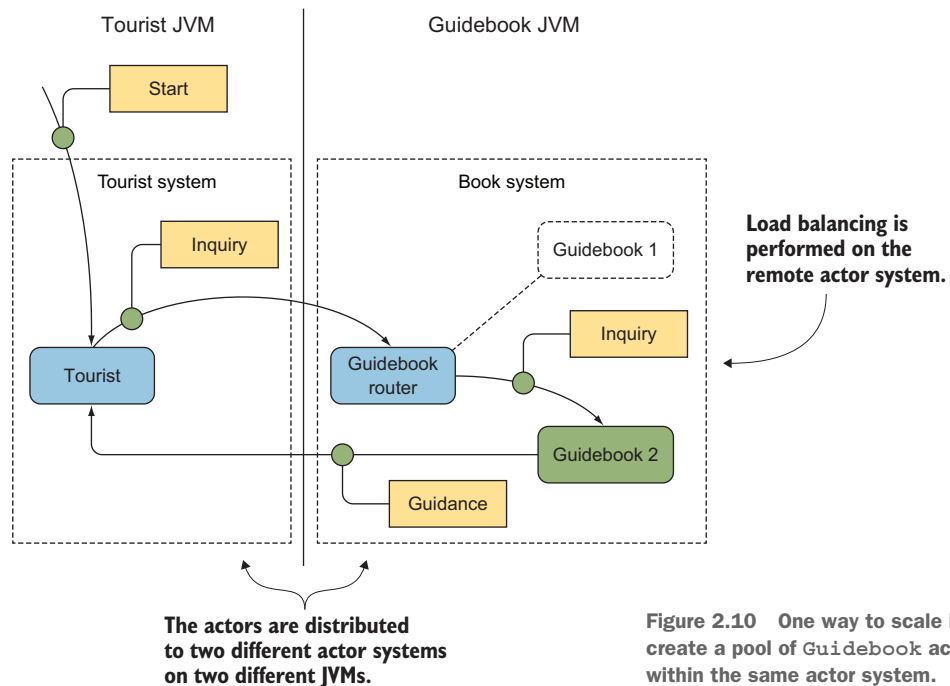 Tourist JVM
Guidebook JVM
Start
Tourist system
Book system
Inquiry
Guidebook 1
Load balancing is
performed on the
remote actor system.
Inquiry
Tourist
Guidebook
router
Guidebook 2
Guidance
The actors are distributed
to two different actor systems
on two different JVMs.
Figure 2.10 One way to scale
create a pool of Guidebook
within the same actor system.